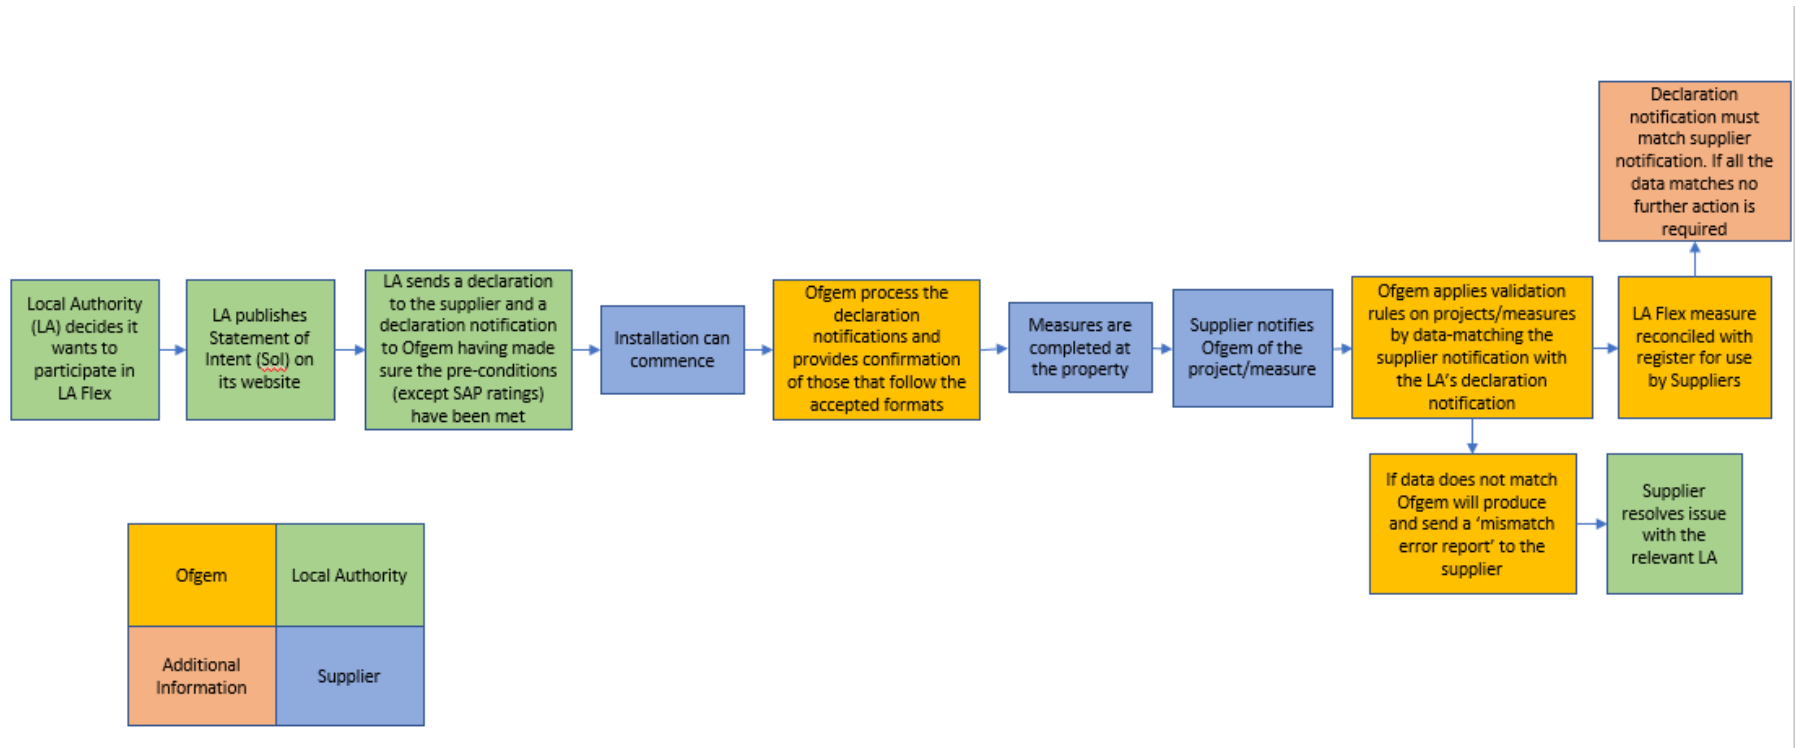 Local Authority
(LA) decides it
wants to
participate in
LA Flex
LA publishes
Statement of
Intent (SoI) on
its website
LA sends a declaration
to the supplier and a
declaration notification
to Ofgem having made
sure the pre-conditions
(except SAP ratings)
have been met
Installation can
commence
Ofgem process the
declaration
notifications and
provides confirmation
of those that follow the
accepted formats
Measures are
completed at
the property
Supplier notifies
Ofgem of the
project/measure
Ofgem applies validation
rules on projects/measures
by data-matching the
supplier notification with
the LA's declaration
notification
LA Flex measure
reconciled with
register for use
by Suppliers
Declaration
notification must
match supplier
notification. If all the
data matches no
further action is
required
If data does not match
Ofgem will produce
and send a 'mismatch
error report' to the
supplier
Supplier
resolves issue
with the
relevant LA
Ofgem
Local Authority
Additional
Information
Supplier